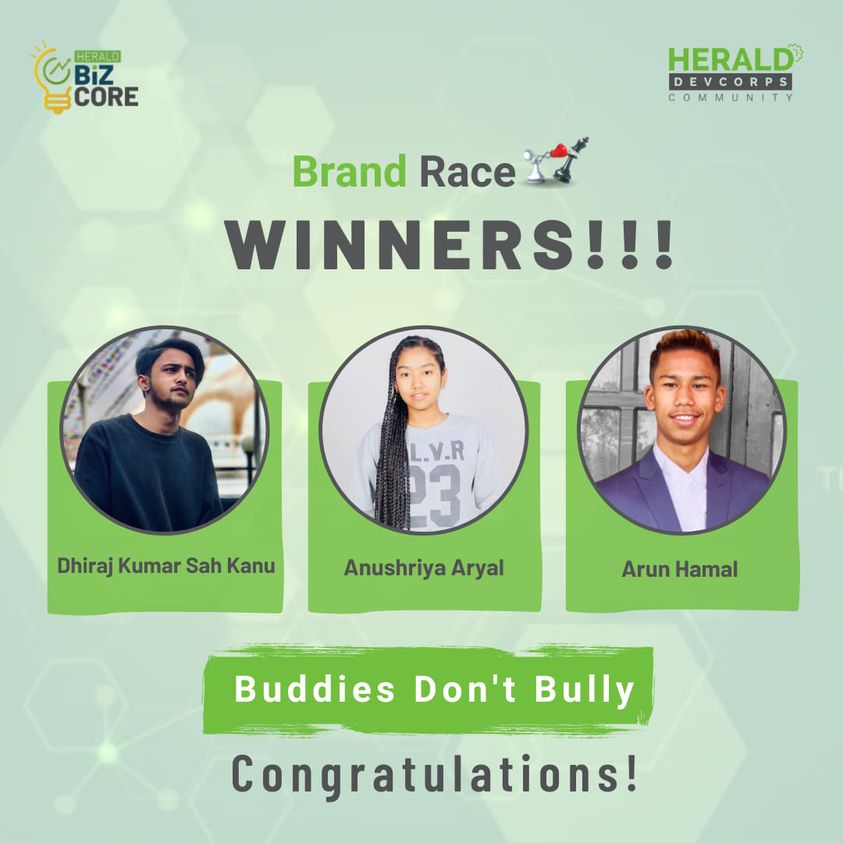 HERALD
BiZ
CORE
HERALD
DEVCORPS
COMMUNITY
Brand Race
WINNERS!!!
L.V.R
23
Dhiraj Kumar Sah Kanu
Anushriya Aryal
Arun Hamal
Buddies Don't Bully
Congratulations!